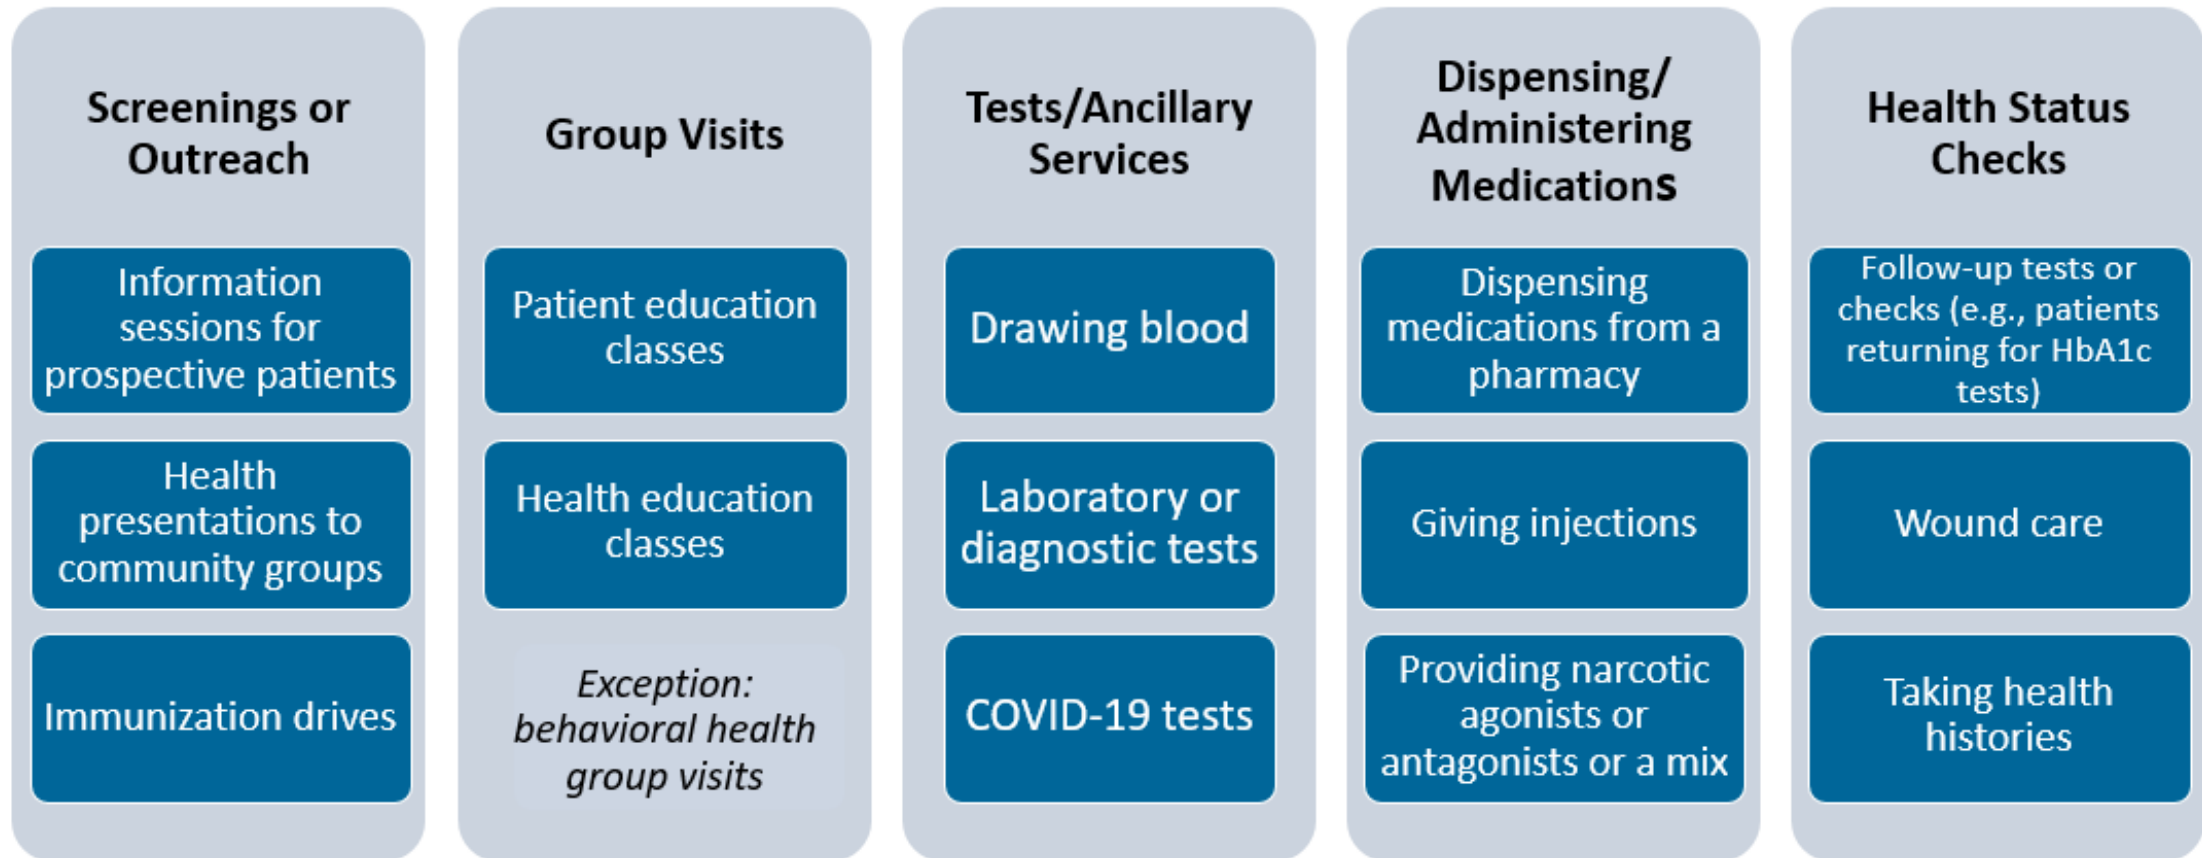 Screenings or
Outreach
Information
sessions for
prospective patients
Health
presentations to
community groups
Immunization drives
Group Visits
Patient education
classes
Health education
classes
Exception:
behavioral health
group visits
Tests/Ancillary
Services
Drawing blood
Laboratory or
diagnostic tests
COVID-19 tests
Dispensing/
Administering
Medications
Dispensing
medications from a
pharmacy
Giving injections
Providing narcotic
agonists or
antagonists or a mix
Health Status
Checks
Follow-up tests or
checks (e.g., patients
returning for HbA1c
tests)
Wound care
Taking health
histories